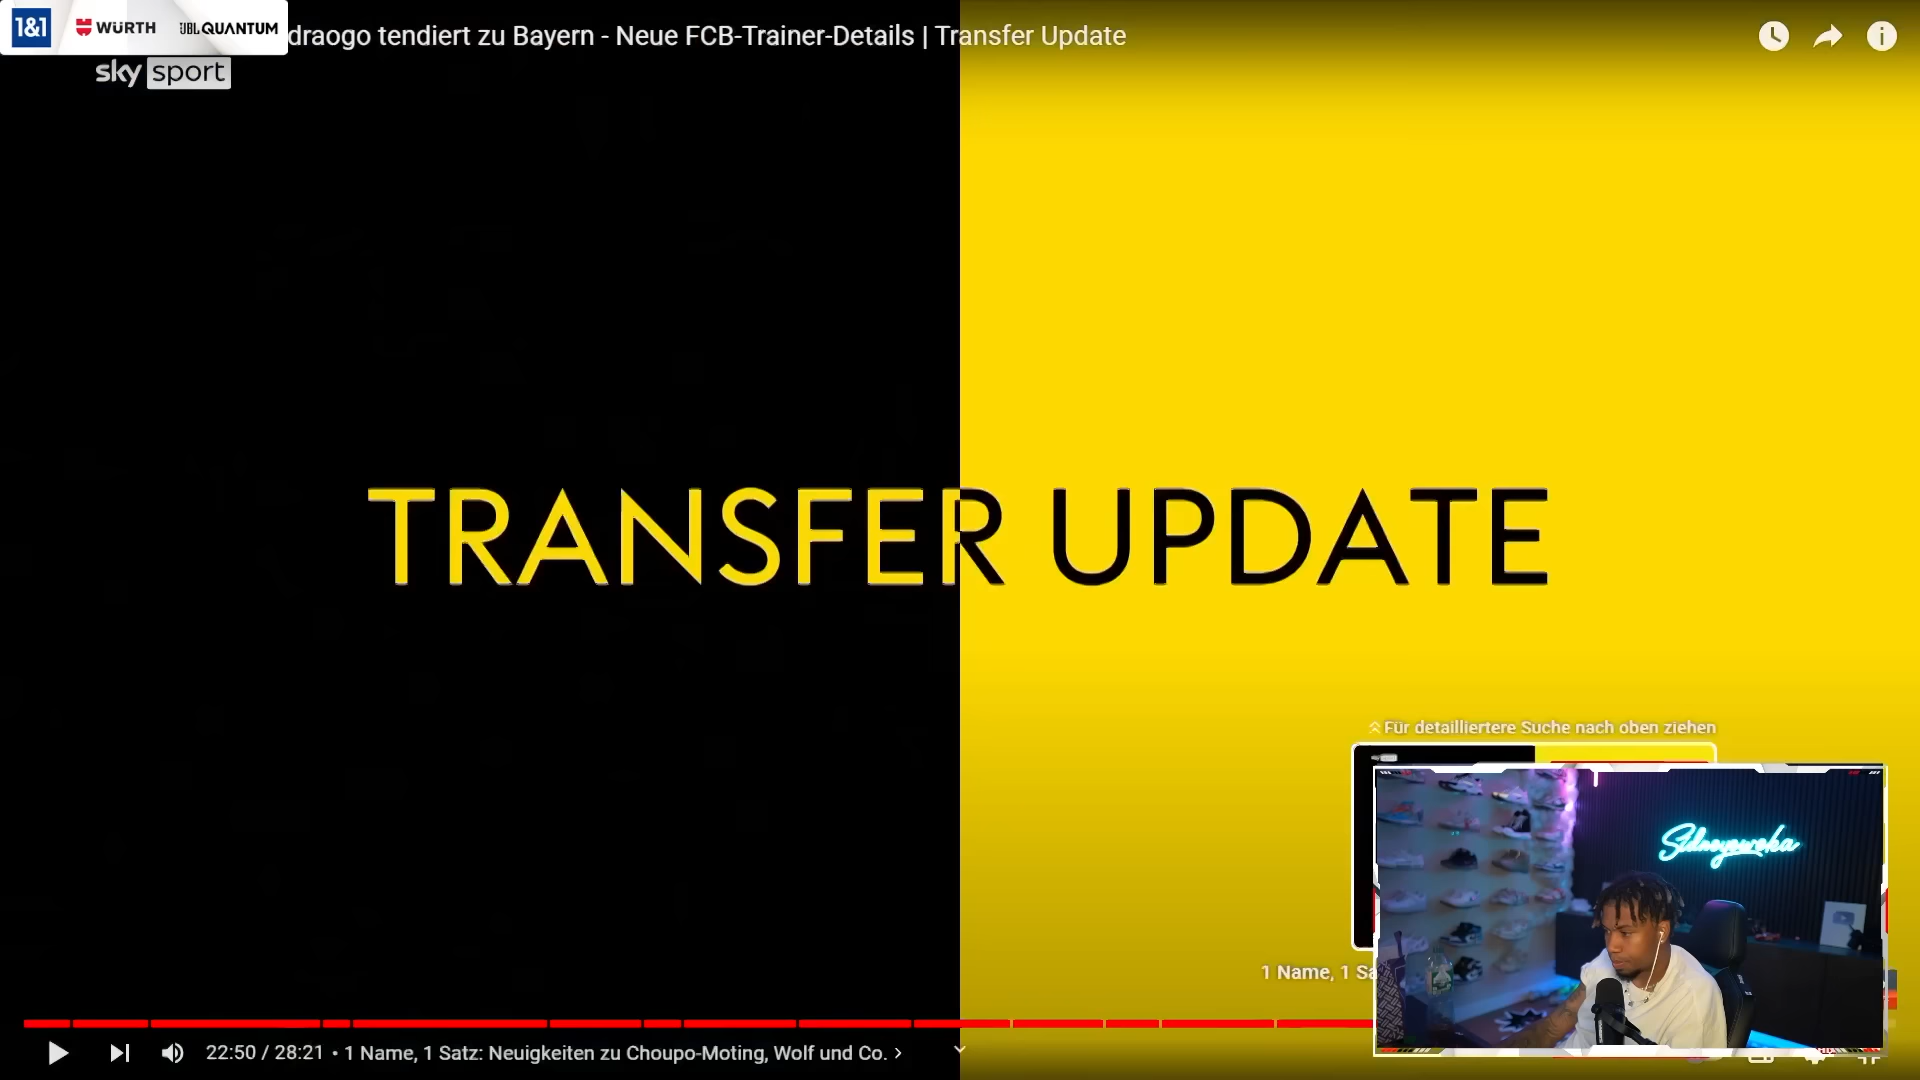 1&1 WÜRTH JBL QUANTUM
draogo tendiert zu Bayern - Neue FCB-Trainer-Details | Transfer Update
sky sport
TRANSFER UPDATE
Für detailliertere Suche nach oben ziehen
Sidneyeweka
1 Name, 1 Sa
22:50 / 28:21 • 1 Name, 1 Satz: Neuigkeiten zu Choupo-Moting, Wolf und Co.